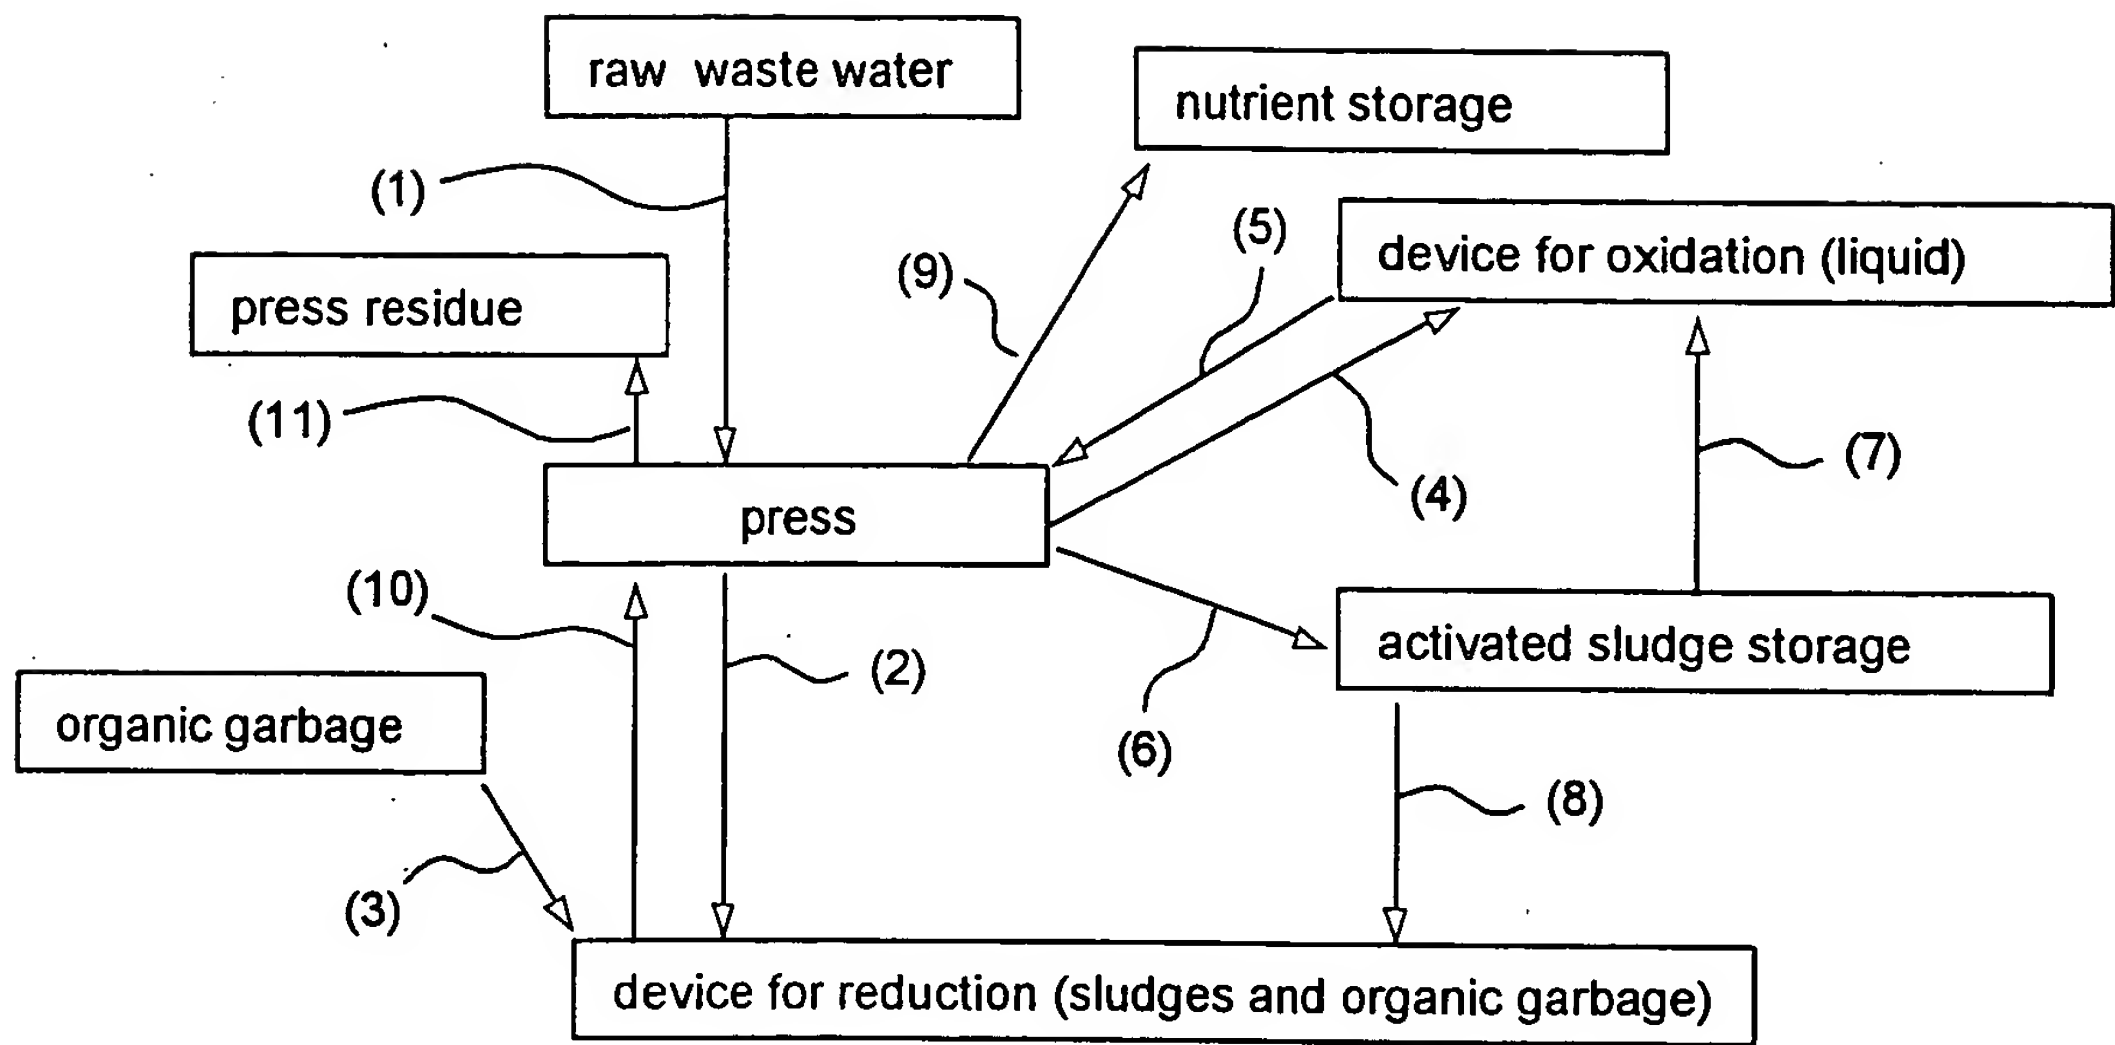 raw waste water
nutrient storage
(1)
(5)
device for oxidation (liquid)
(9)
press residue
(11)
(7)
(4)
press
(10)
(2)
activated sludge storage
organic garbage
(6)
(8)
(3)
device for reduction (sludges and organic garbage)